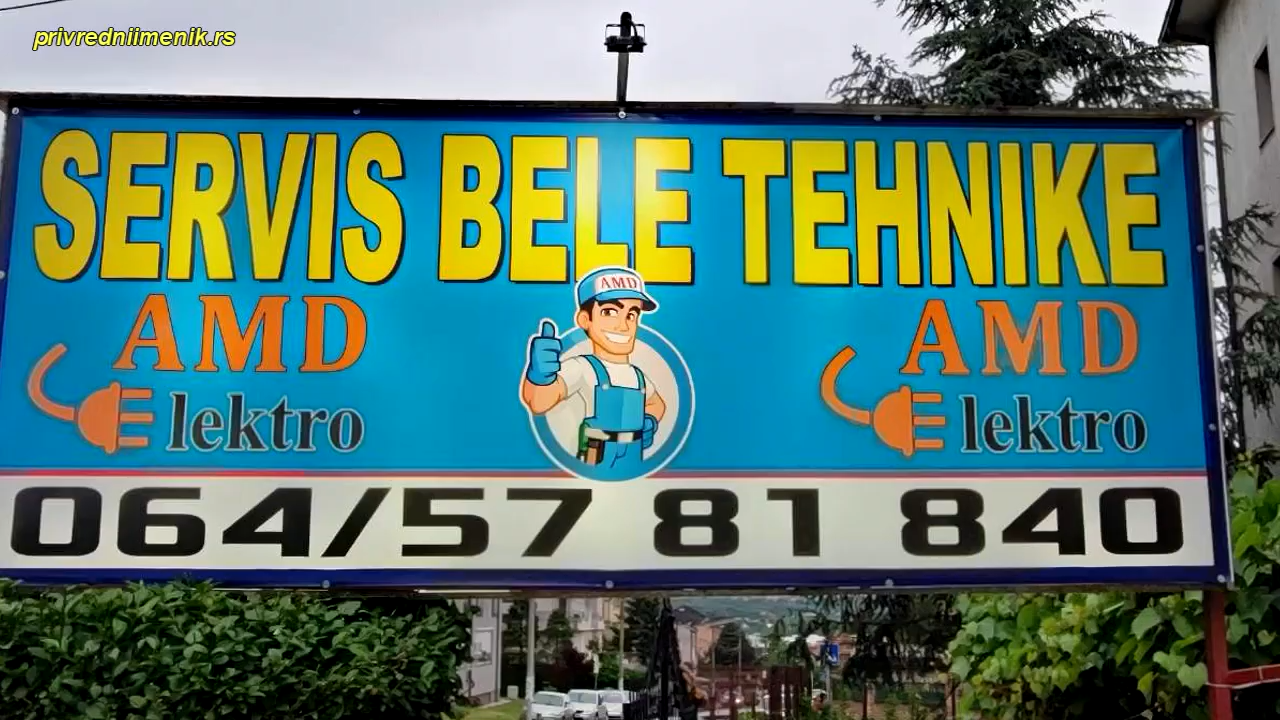 privredniimenik.rs
SERVIS BELE TEHNIKE
AMD
lektro
AMD
AMD
lektro
064/57 81 840